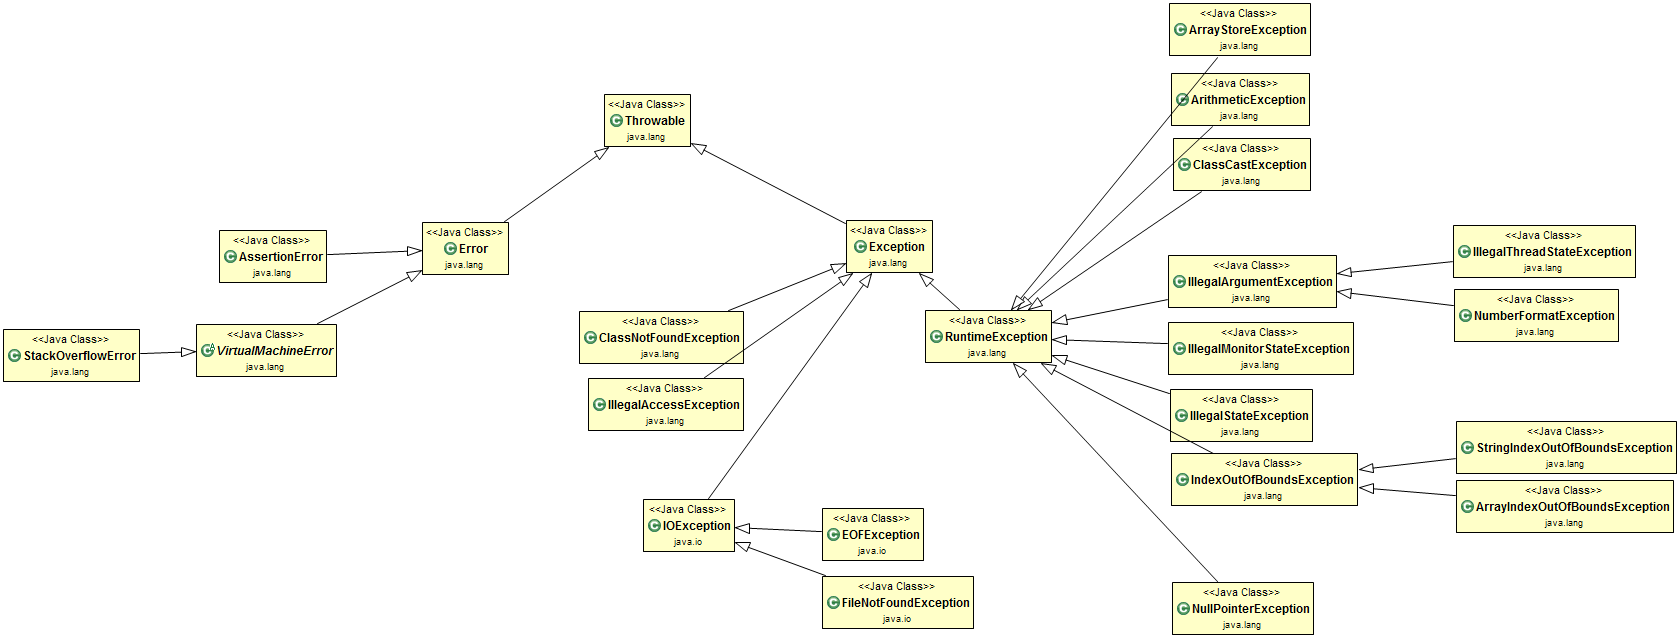 <<Java Class>>
ArrayStoreException
java.lang
<<Java Class>>
ArithmeticException
java.lang
<<Java Class>>
Throwable
java.lang
<<Java Class>>
ClassCastException
java.lang
<<Java Class>>
Exception
java.lang
<<Java Class>>
Error
java.lang
<<Java Class>>
AssertionError
java.lang
<<Java Class>>
IllegalThreadStateException
java.lang
<<Java Class>>
IllegalArgumentException
java.lang
<<Java Class>>
NumberFormatException
java.lang
<<Java Class>>
ClassNotFoundException
java.lang
<<Java Class>>
RuntimeException
java.lang
<<Java Class>>
IllegalMonitorStateException
java.lang
<<Java Class>>
VirtualMachineError
java.lang
<<Java Class>>
StackOverflowError
java.lang
<<Java Class>>
IllegalAccessException
java.lang
<<Java Class>>
IllegalStateException
java.lang
<<Java Class>>
StringIndexOutOfBoundsException
java.lang
<<Java Class>>
IndexOutOfBoundsException
java.lang
<<Java Class>>
ArrayIndexOutOfBoundsException
java.lang
<<Java Class>>
IOException
java.io
<<Java Class>>
EOFException
java.io
<<Java Class>>
FileNotFoundException
java.io
<<Java Class>>
NullPointerException
java.lang